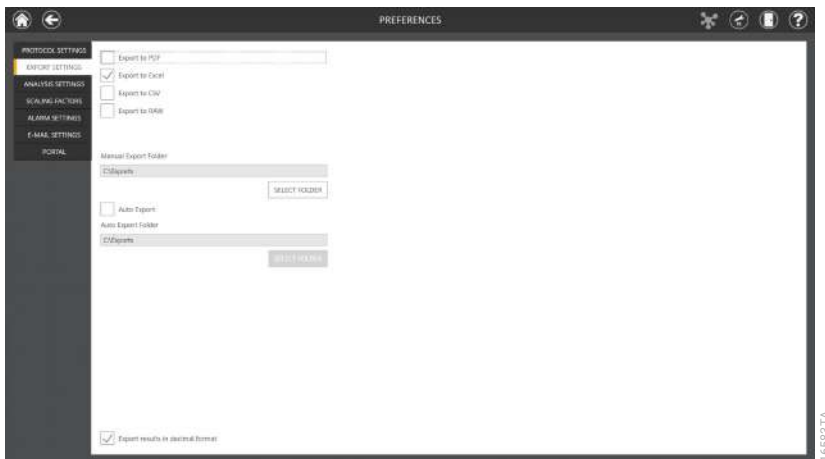 PREFERENCES
?
PROTOCOL SETTINGS
EXPORT SETTINGS
ANALYSIS SETTINGS
SCALING FACTORS
ALARM SETTINGS
E-MAIL SETTINGS
PORTAL
Export to PDF
Export to Excel
Export to CSV
Export to RAW
Manual Export Folder
C:\Exports
SELECT FOLDER
Auto Export
Auto Export Folder
C:\Exports
SELECT FOLDER
Export results in decimal format